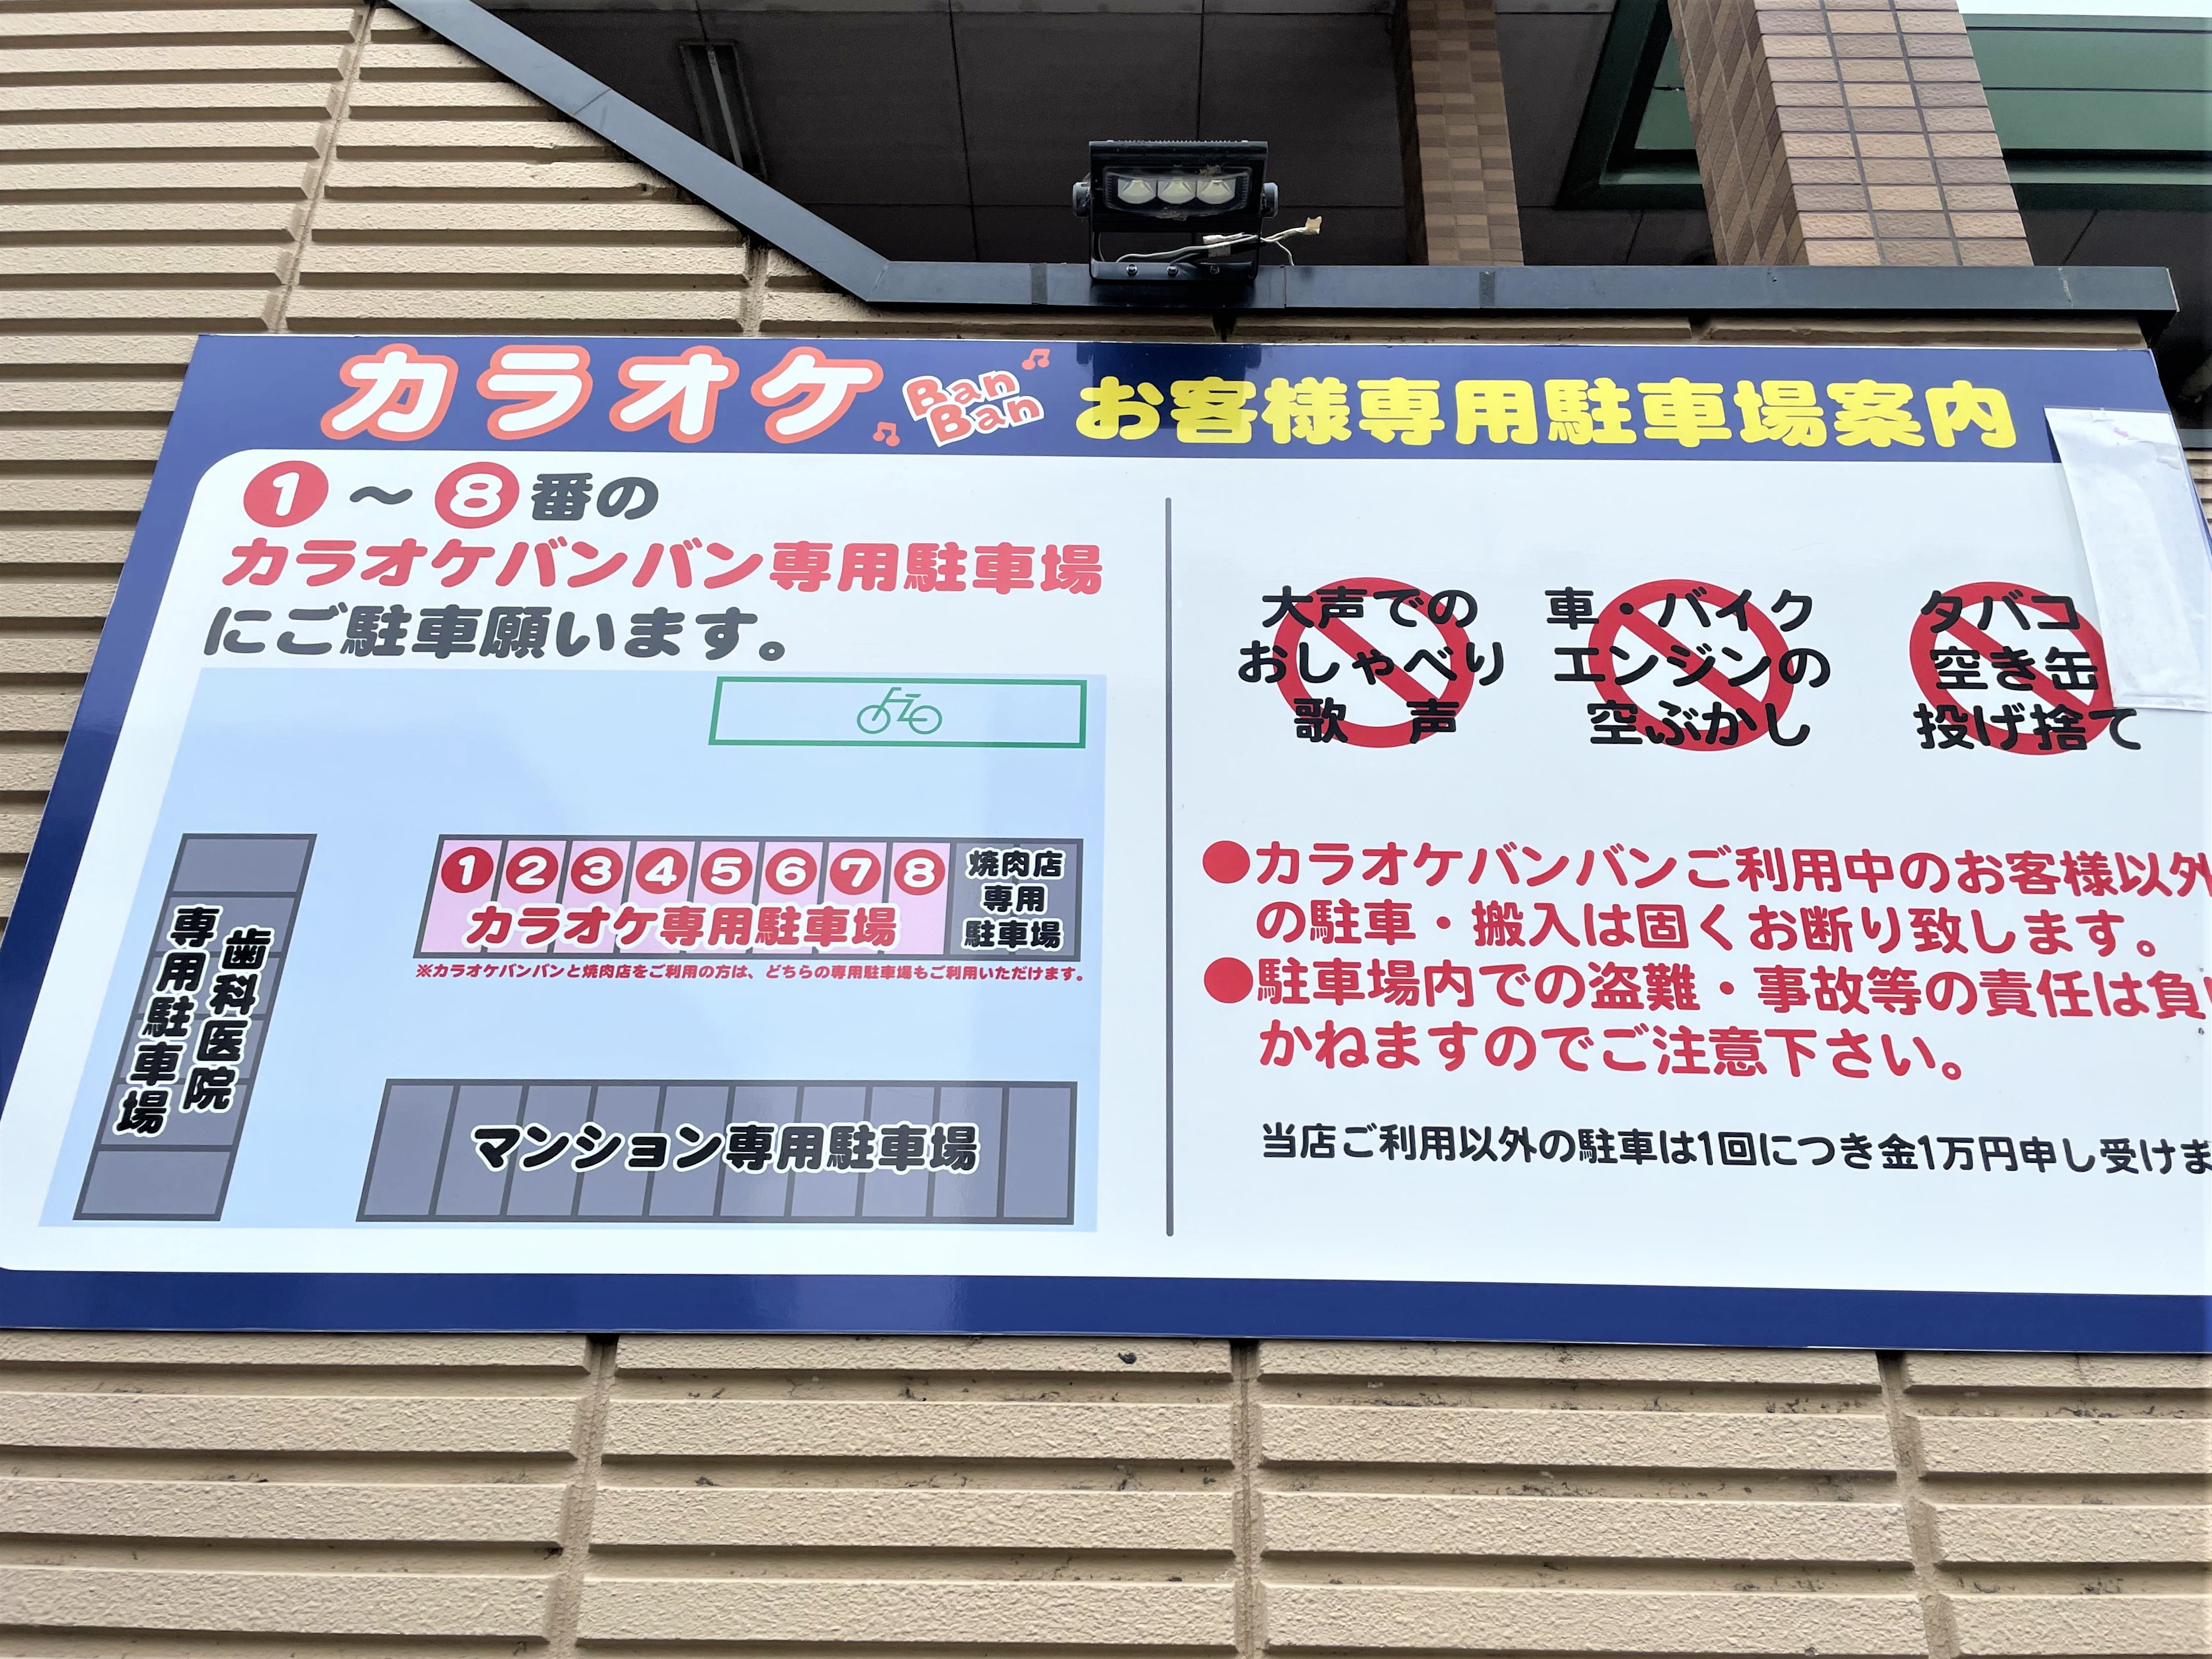 カラオケ BanBan お客様専用駐車場案内
1～8番の
カラオケバンバン専用駐車場
にご駐車願います。
1 2 3 4 5 6 7 8
カラオケ専用駐車場
焼肉店
専用
駐車場
※カラオケバンバンと焼肉店をご利用の方は、どちらの専用駐車場もご利用いただけます。
歯科医院
専用駐車場
マンション専用駐車場
大声での
おしゃべり
歌　声
車・バイク
エンジンの
空ぶかし
タバコ
空き缶
投げ捨て
●カラオケバンバンご利用中のお客様以外
の駐車・搬入は固くお断り致します。
●駐車場内での盗難・事故等の責任は負い
かねますのでご注意下さい。
当店ご利用以外の駐車は1回につき金1万円申し受けま